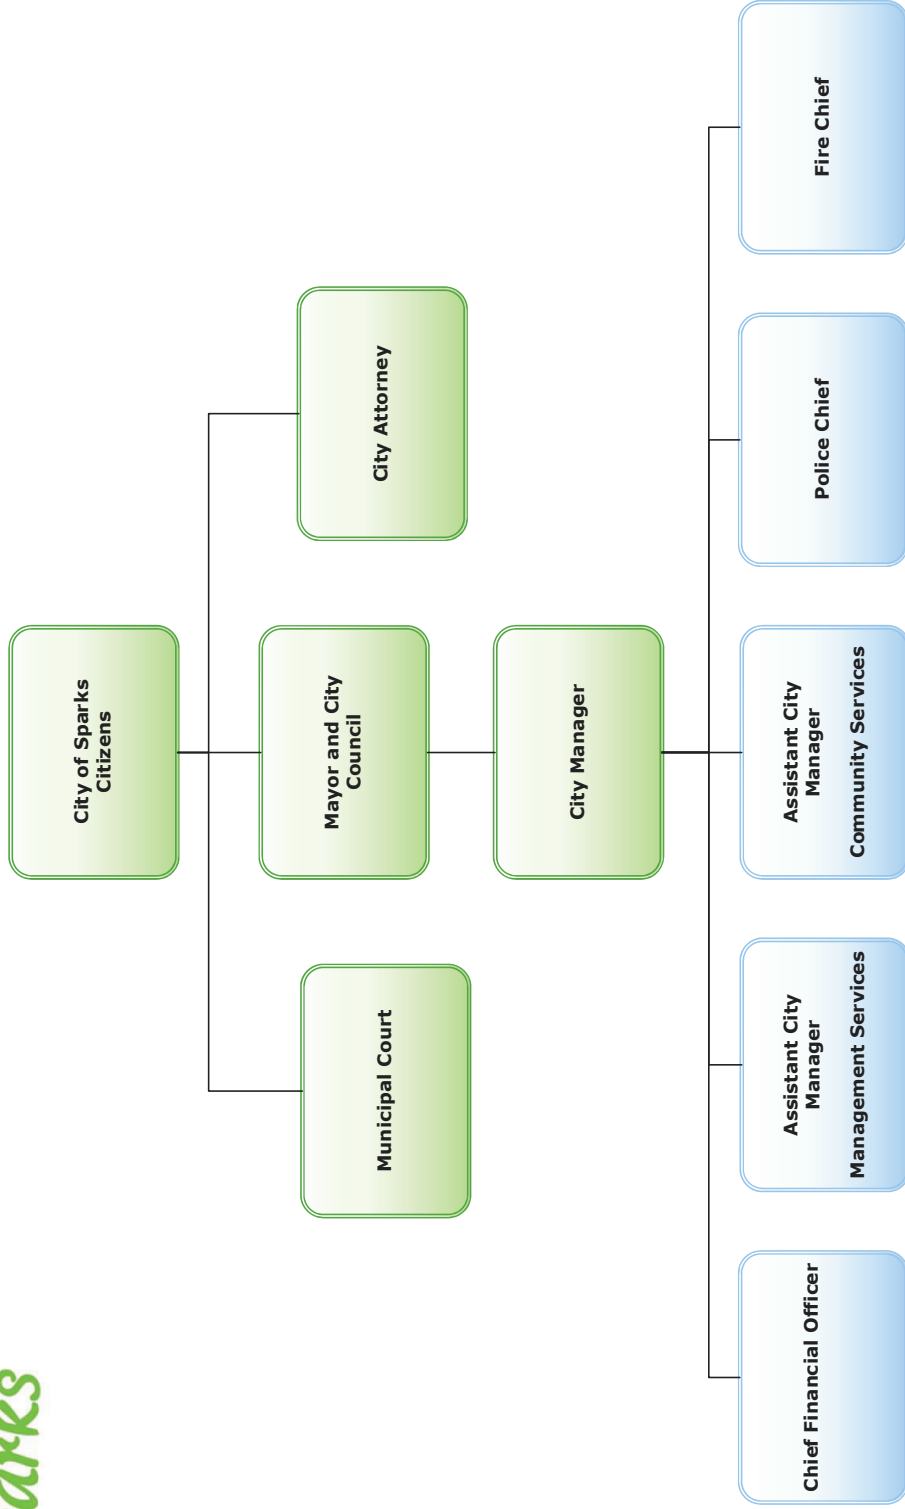 arks
City of Sparks
Citizens
Municipal Court
Mayor and City
Council
City Attorney
City Manager
Chief Financial Officer
Assistant City
Manager
Management Services
Assistant City
Manager
Community Services
Police Chief
Fire Chief